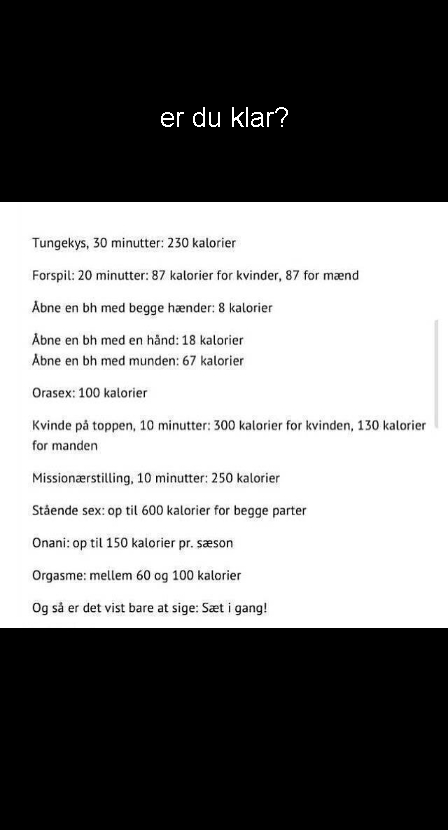 er du klar?
Tungekys, 30 minutter: 230 kalorier
Forspil: 20 minutter: 87 kalorier for kvinder, 87 for mænd
Åbne en bh med begge hænder: 8 kalorier
Åbne en bh med en hånd: 18 kalorier
Åbne en bh med munden: 67 kalorier
Orasex: 100 kalorier
Kvinde på toppen, 10 minutter: 300 kalorier for kvinden, 130 kalorier
for manden
Missionærstilling, 10 minutter: 250 kalorier
Stående sex: op til 600 kalorier for begge parter
Onani: op til 150 kalorier pr. sæson
Orgasme: mellem 60 og 100 kalorier
Og så er det vist bare at sige: Sæt i gang!